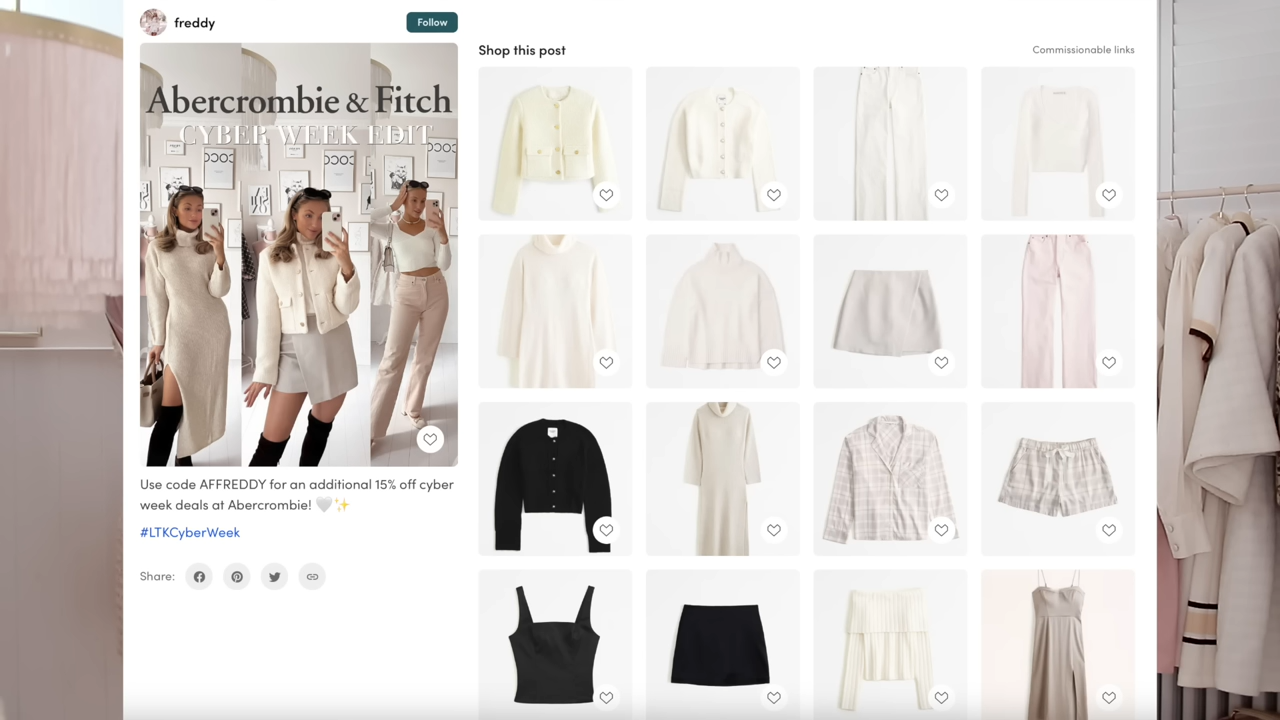 freddy
Follow
Abercrombie & Fitch
CYBER WEEK EDIT
Use code AFFREDDY for an additional 15% off cyber
week deals at Abercrombie! 🤍✨
#LTKCyberWeek
Share:
Shop this post
Commissionable links